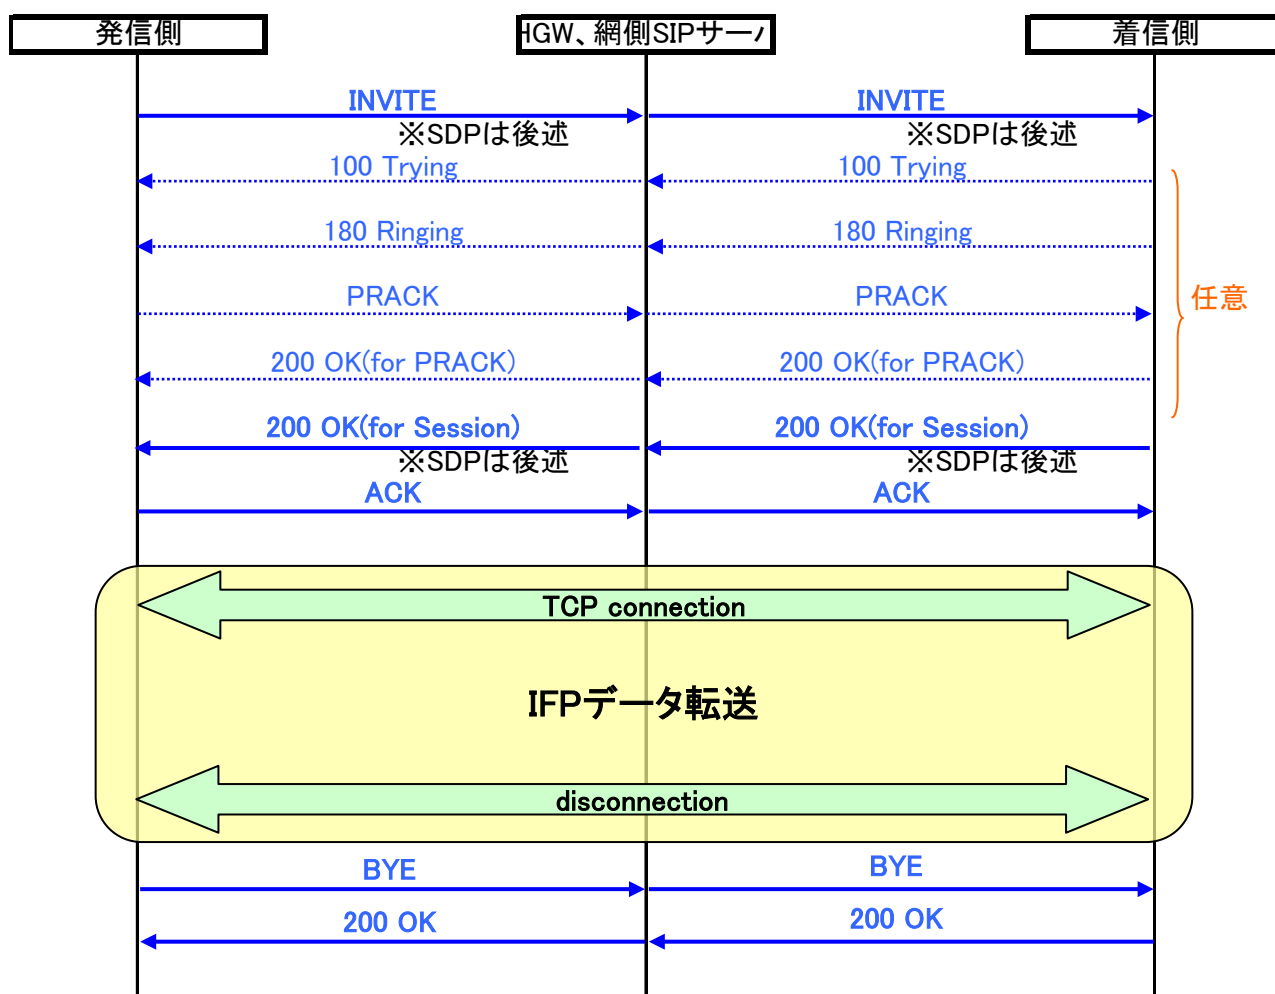 発信側
HGW、網側SIPサーバ
着信側
INVITE
INVITE
※SDPは後述
※SDPは後述
100 Trying
100 Trying
180 Ringing
180 Ringing
PRACK
PRACK
任意
200 OK(for PRACK)
200 OK(for PRACK)
200 OK(for Session)
200 OK(for Session)
※SDPは後述
※SDPは後述
ACK
ACK
TCP connection
IFPデータ転送
disconnection
BYE
BYE
200 OK
200 OK